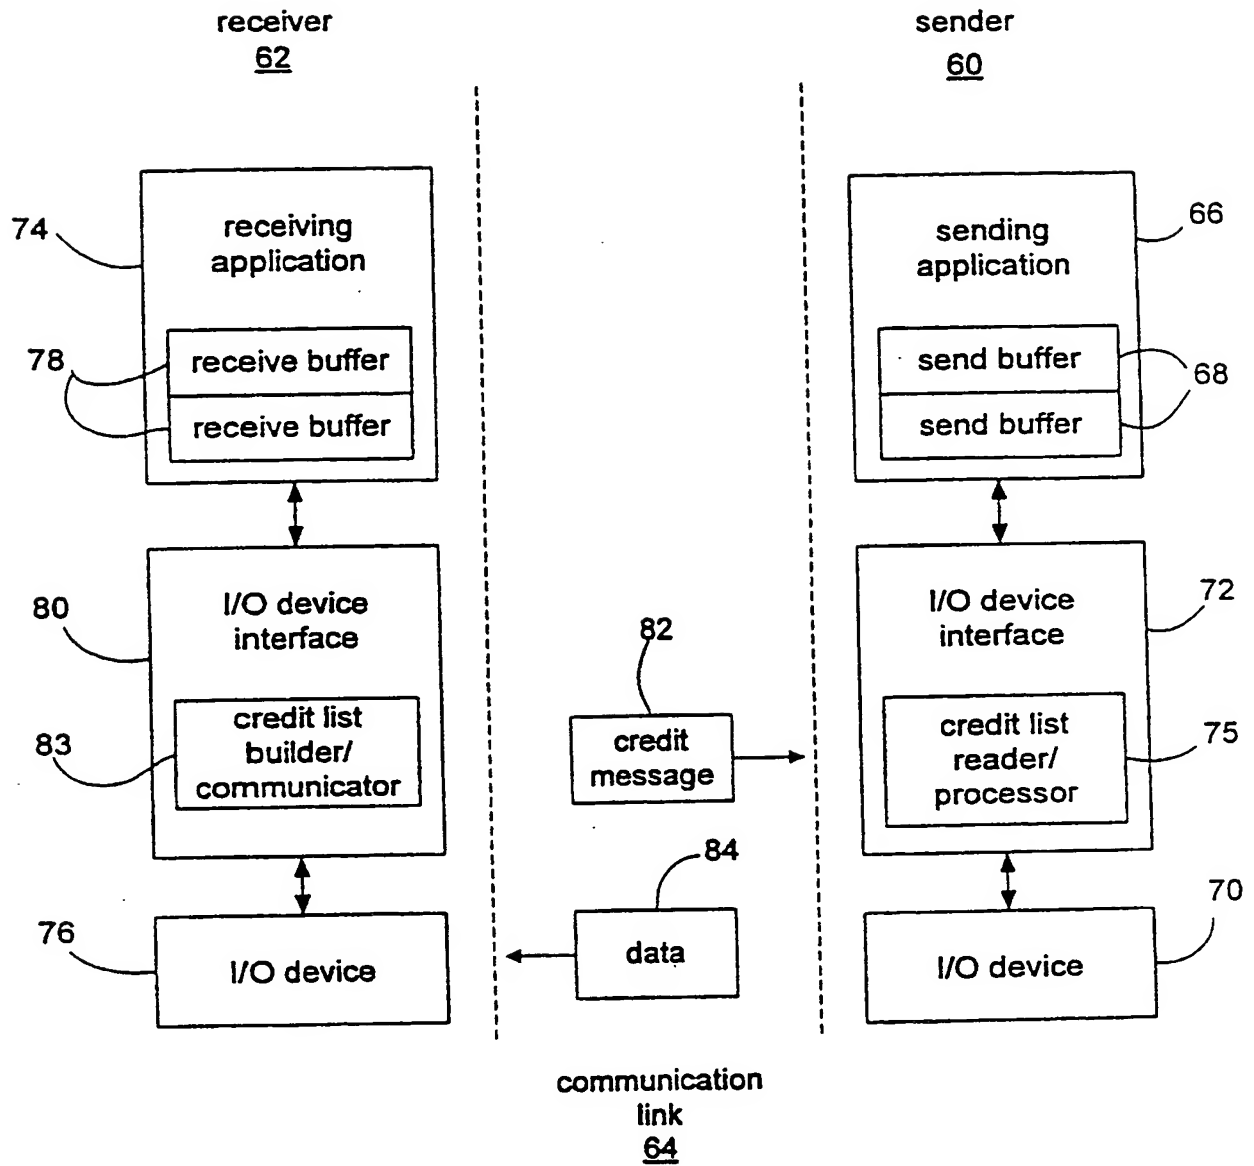 receiver
62
sender
60
74
receiving
application
78
receive buffer
receive buffer
66
sending
application
send buffer
send buffer
68
80
I/O device
interface
83
credit list
builder/
communicator
82
credit
message
72
I/O device
interface
credit list
reader/
processor
75
76
I/O device
84
data
70
I/O device
communication
link
64